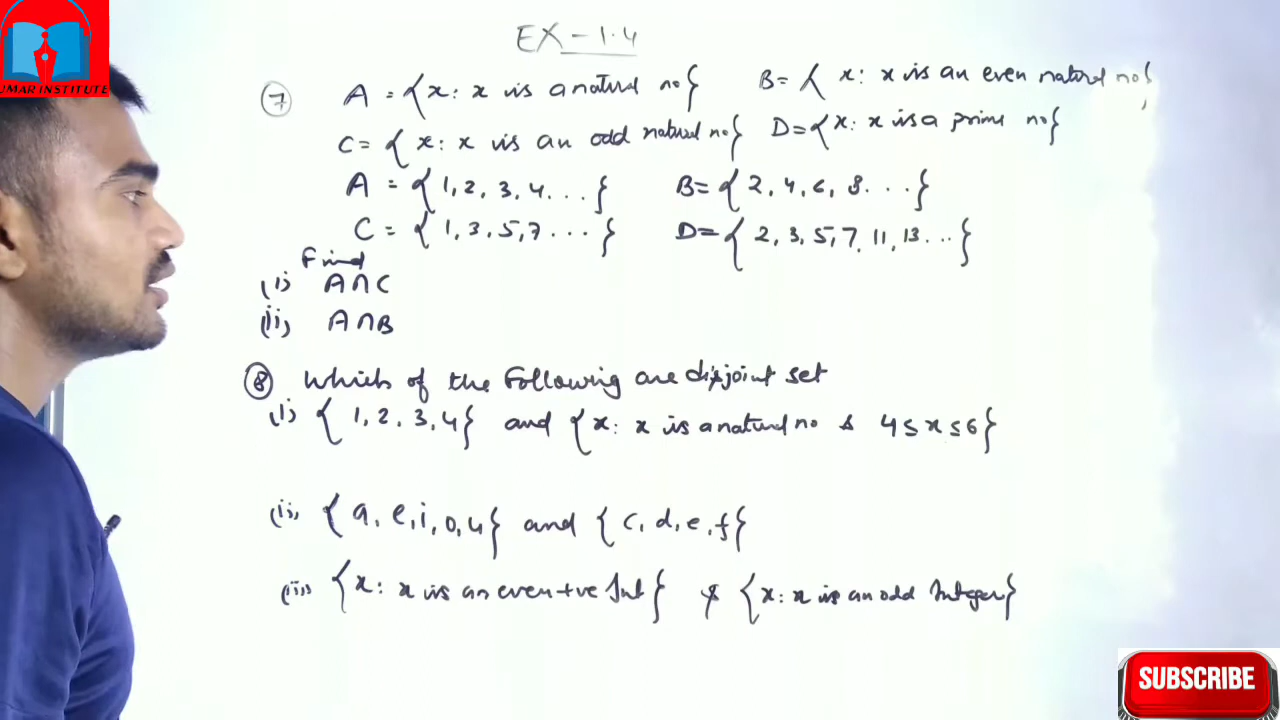 UMAR INSTITUTE
EX - 1.4
(7) A = {x: x is a natural no} B = {x: x is an even natural no},
C = {x: x is an odd natural no} D = {x: x is a prime no}
A = {1, 2, 3, 4. . . } B = {2, 4, 6, 8. . . }
C = {1, 3, 5, 7 . . . } D = {2, 3, 5, 7, 11, 13 . . . }
Find
(i) A∩C
(ii) A∩B
(8) Which of the following are disjoint set
(i) {1, 2, 3, 4} and {x: x is a natural no & 4 ≤ x ≤ 6}
(ii) {a, e, i, o, u} and {c, d, e, f}
(iii) {x: x is an even +ve Int} & {x: x is an odd Integer}
SUBSCRIBE